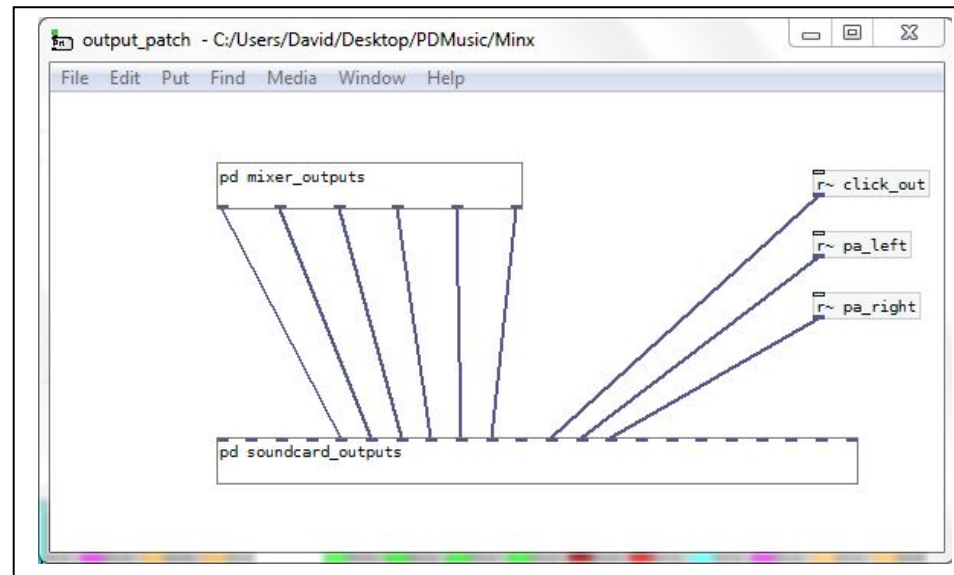 output_patch - C:/Users/David/Desktop/PDMusic/Minx
File Edit Put Find Media Window Help
pd mixer_outputs
r~ click_out
r~ pa_left
r~ pa_right
pd soundcard_outputs